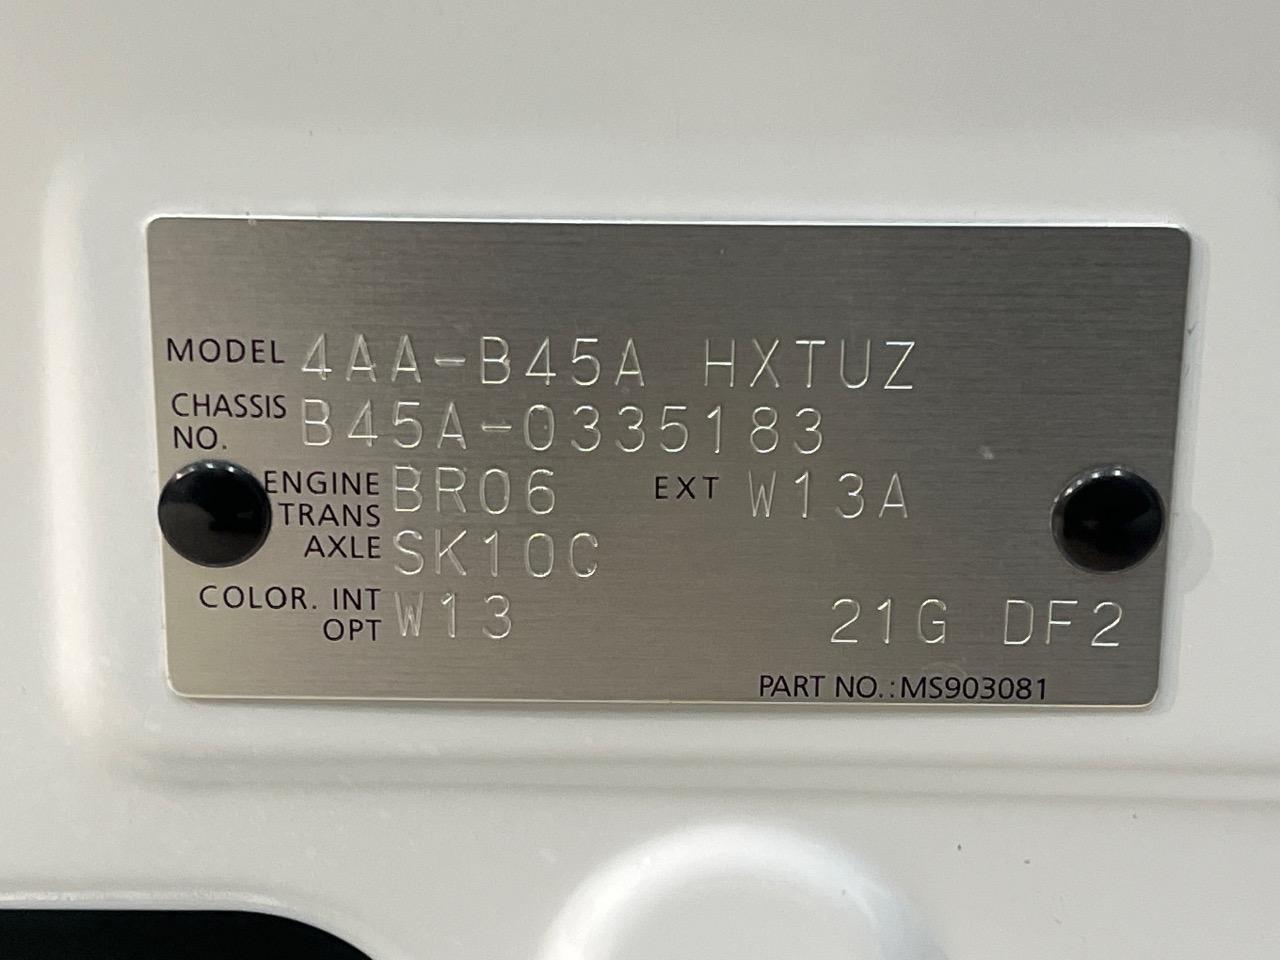 MODEL 4AA-B45A HXTUZ
CHASSIS NO. B45A-0335183
ENGINE BR06 EXT W13A
TRANS
AXLE SK10C
COLOR. INT W13
OPT 21G DF2
PART NO.:MS903081